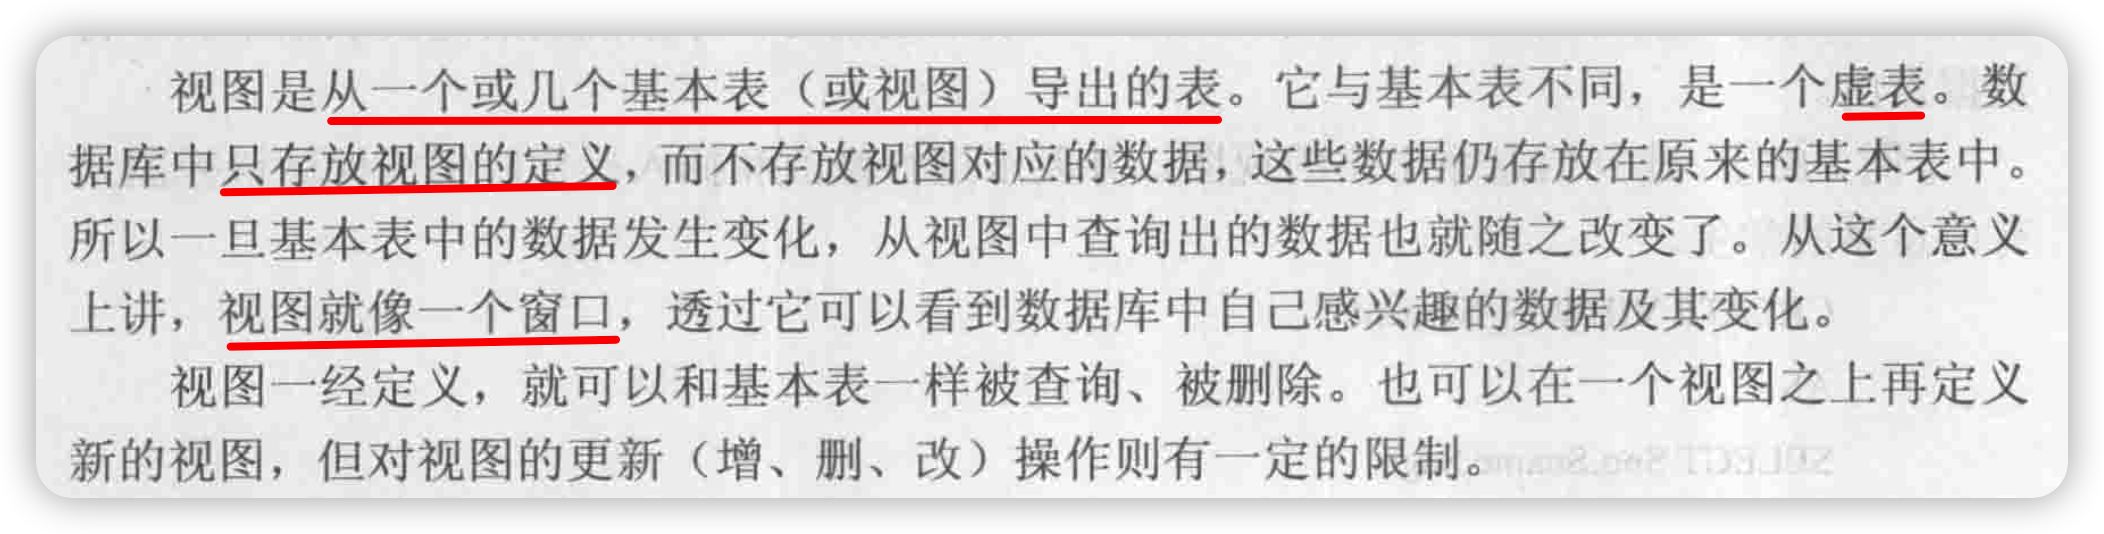 视图是从一个或几个基本表（或视图）导出的表。它与基本表不同，是一个虚表。数
据库中只存放视图的定义，而不存放视图对应的数据，这些数据仍存放在原来的基本表中。
所以一旦基本表中的数据发生变化，从视图中查询出的数据也就随之改变了。从这个意义
上讲，视图就像一个窗口，透过它可以看到数据库中自己感兴趣的数据及其变化。
视图一经定义，就可以和基本表一样被查询、被删除。也可以在一个视图之上再定义
新的视图，但对视图的更新（增、删、改）操作则有一定的限制。